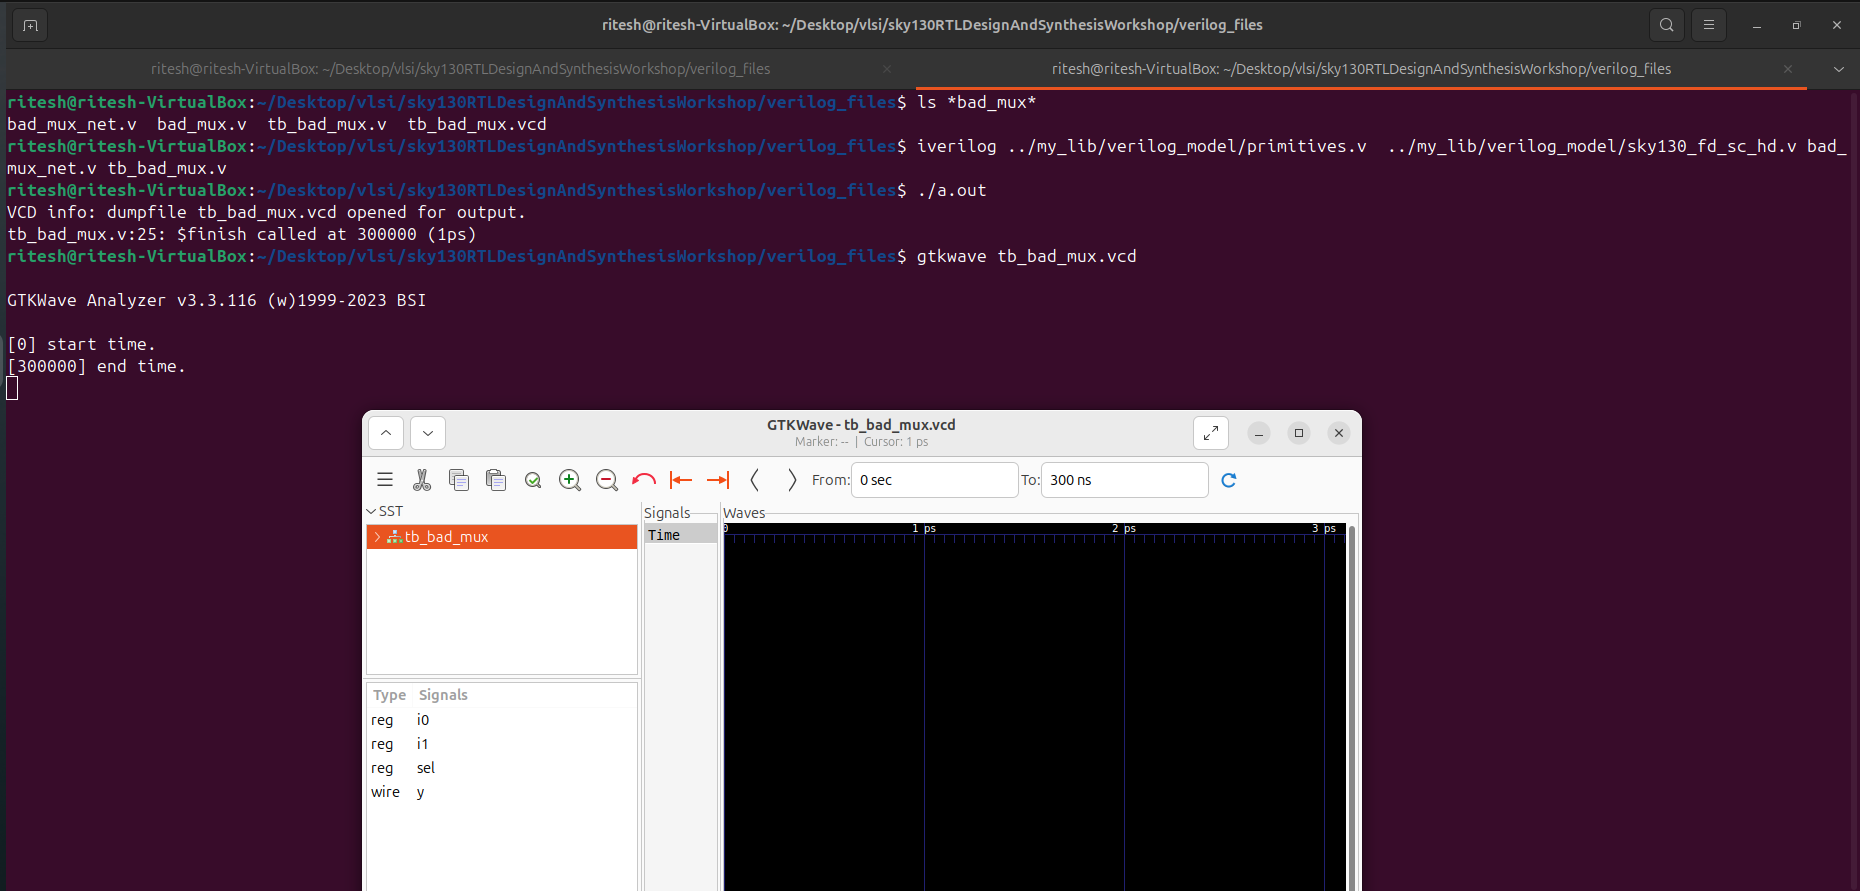 ritesh@ritesh-VirtualBox: ~/Desktop/vlsi/sky130RTLDesignAndSynthesisWorkshop/verilog_files
ritesh@ritesh-VirtualBox: ~/Desktop/vlsi/sky130RTLDesignAndSynthesisWorkshop/verilog_files
ritesh@ritesh-VirtualBox: ~/Desktop/vlsi/sky130RTLDesignAndSynthesisWorkshop/verilog_files
ritesh@ritesh-VirtualBox:~/Desktop/vlsi/sky130RTLDesignAndSynthesisWorkshop/verilog_files$ ls *bad_mux*
bad_mux_net.v  bad_mux.v  tb_bad_mux.v  tb_bad_mux.vcd
ritesh@ritesh-VirtualBox:~/Desktop/vlsi/sky130RTLDesignAndSynthesisWorkshop/verilog_files$ iverilog ../my_lib/verilog_model/primitives.v  ../my_lib/verilog_model/sky130_fd_sc_hd.v bad_
mux_net.v tb_bad_mux.v
ritesh@ritesh-VirtualBox:~/Desktop/vlsi/sky130RTLDesignAndSynthesisWorkshop/verilog_files$ ./a.out
VCD info: dumpfile tb_bad_mux.vcd opened for output.
tb_bad_mux.v:25: $finish called at 300000 (1ps)
ritesh@ritesh-VirtualBox:~/Desktop/vlsi/sky130RTLDesignAndSynthesisWorkshop/verilog_files$ gtkwave tb_bad_mux.vcd
GTKWave Analyzer v3.3.116 (w)1999-2023 BSI
[0] start time.
[300000] end time.
GTKWave - tb_bad_mux.vcd
Marker: -- | Cursor: 1 ps
From: 0 sec To: 300 ns
SST
tb_bad_mux
Type Signals
reg i0
reg i1
reg sel
wire y
Signals
Time
Waves
0 1 ps 2 ps 3 ps